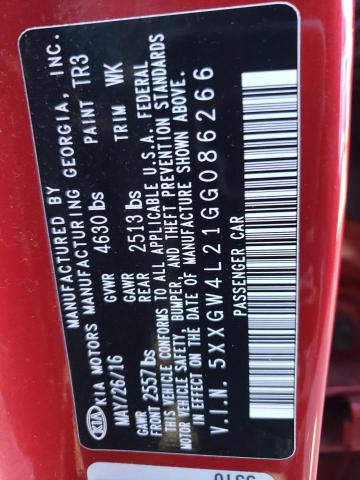 MANUFACTURED BY
KIA KIA MOTORS MANUFACTURING GEORGIA, INC.
MAY/26/16 GVWR 4630 lbs PAINT TR3
GAWR FRONT 2557 lbs GAWR REAR 2513 lbs TRIM WK
THIS VEHICLE CONFORMS TO ALL APPLICABLE U.S.A. FEDERAL
MOTOR VEHICLE SAFETY, BUMPER, AND THEFT PREVENTION STANDARDS
IN EFFECT ON THE DATE OF MANUFACTURE SHOWN ABOVE.
V.I.N. 5XXGW4L21GG086266
PASSENGER CAR